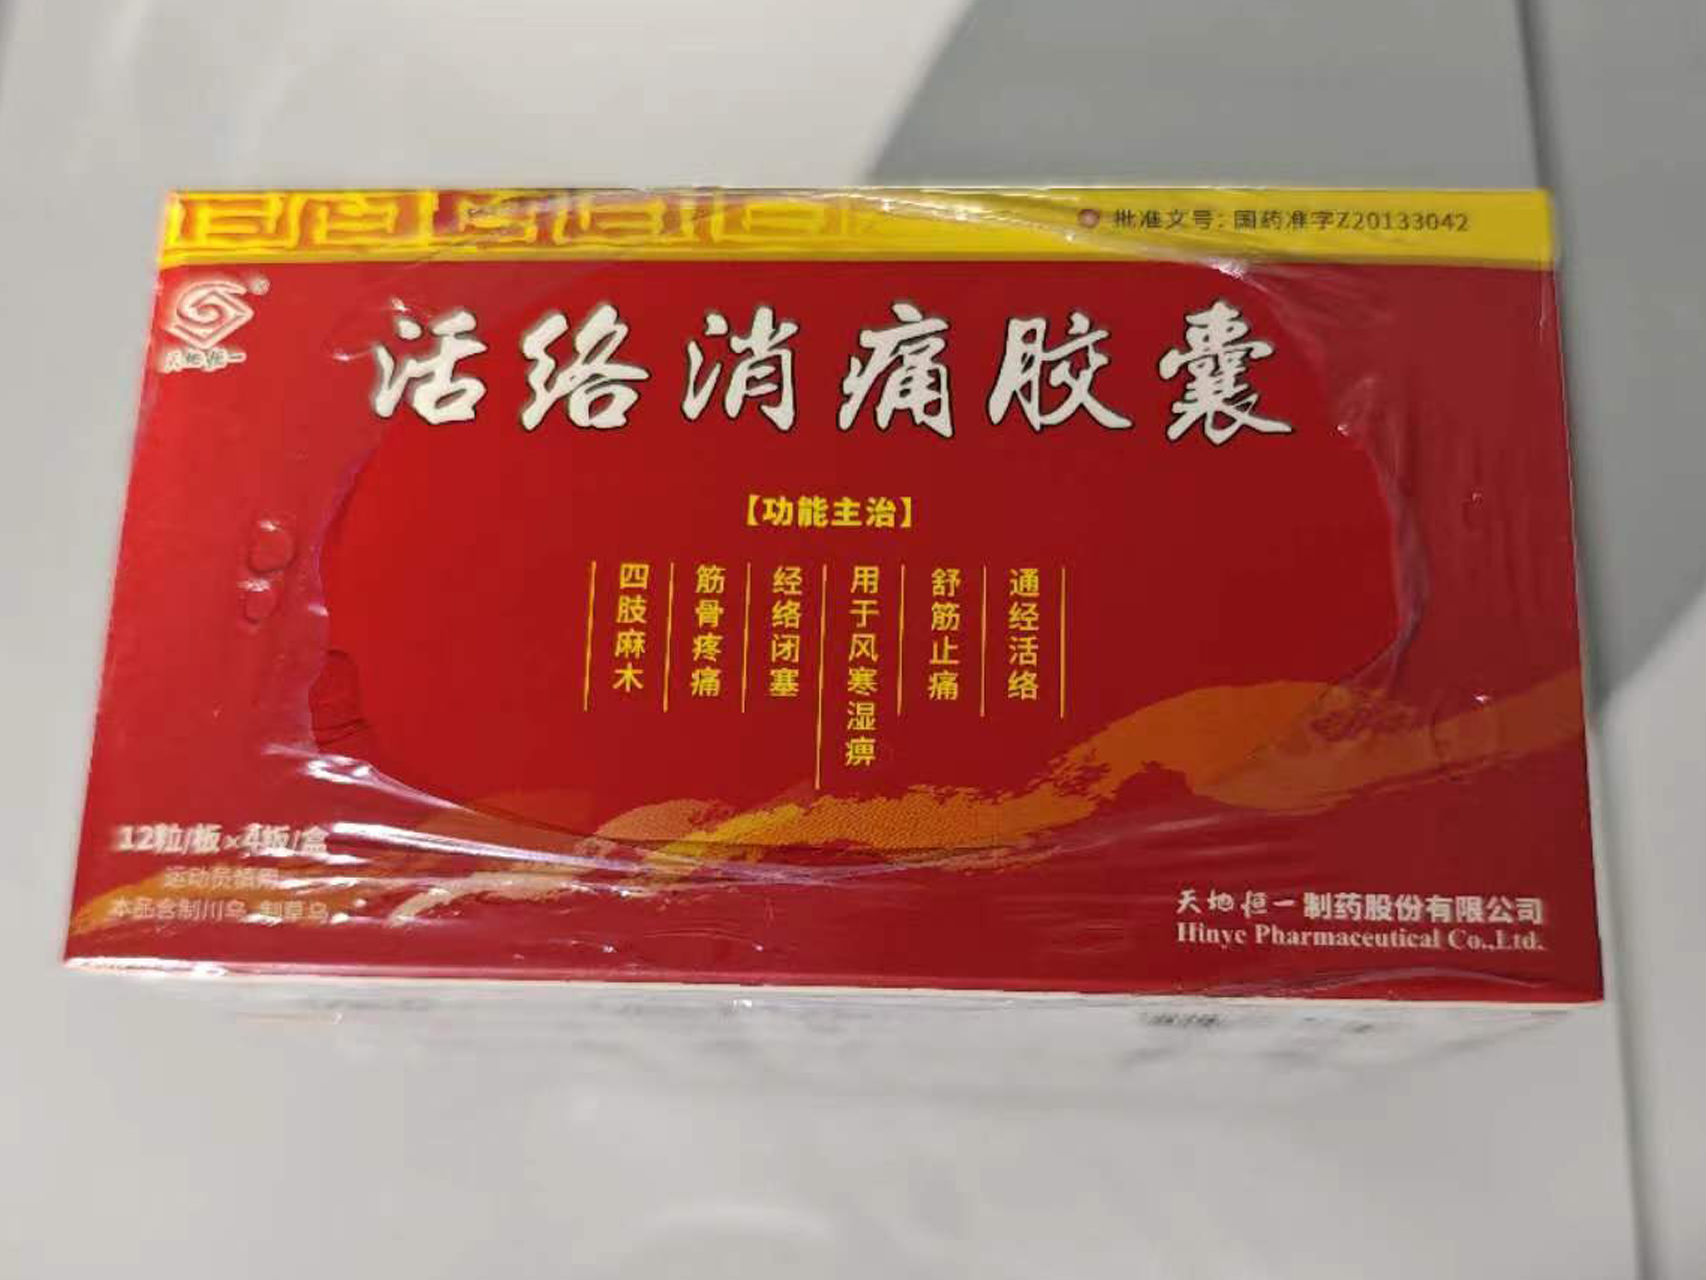 批准文号：国药准字Z20133042
天地恒一
活络消痛胶囊
【功能主治】
通经活络
舒筋止痛
用于风寒湿痹
经络闭塞
筋骨疼痛
四肢麻木
12粒/板×4板/盒
运动员慎用
本品含制川乌、制草乌
天地恒一制药股份有限公司
Hinye Pharmaceutical Co.,Ltd.